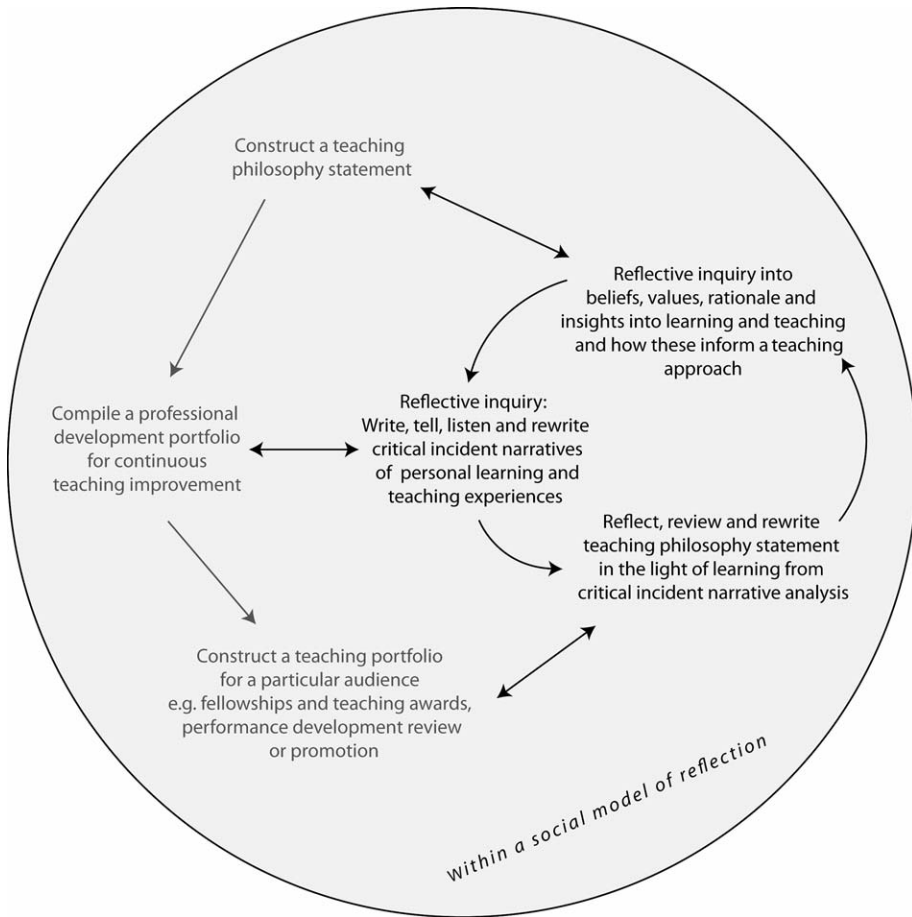 Construct a teaching
philosophy statement
Reflective inquiry into
beliefs, values, rationale and
insights into learning and teaching
and how these inform a teaching
approach
Compile a professional
development portfolio
for continuous
teaching improvement
Reflective inquiry:
Write, tell, listen and rewrite
critical incident narratives
of personal learning and
teaching experiences
Reflect, review and rewrite
teaching philosophy statement
in the light of learning from
critical incident narrative analysis
Construct a teaching portfolio
for a particular audience
e.g. fellowships and teaching awards,
performance development review
or promotion
Within a social model of reflection